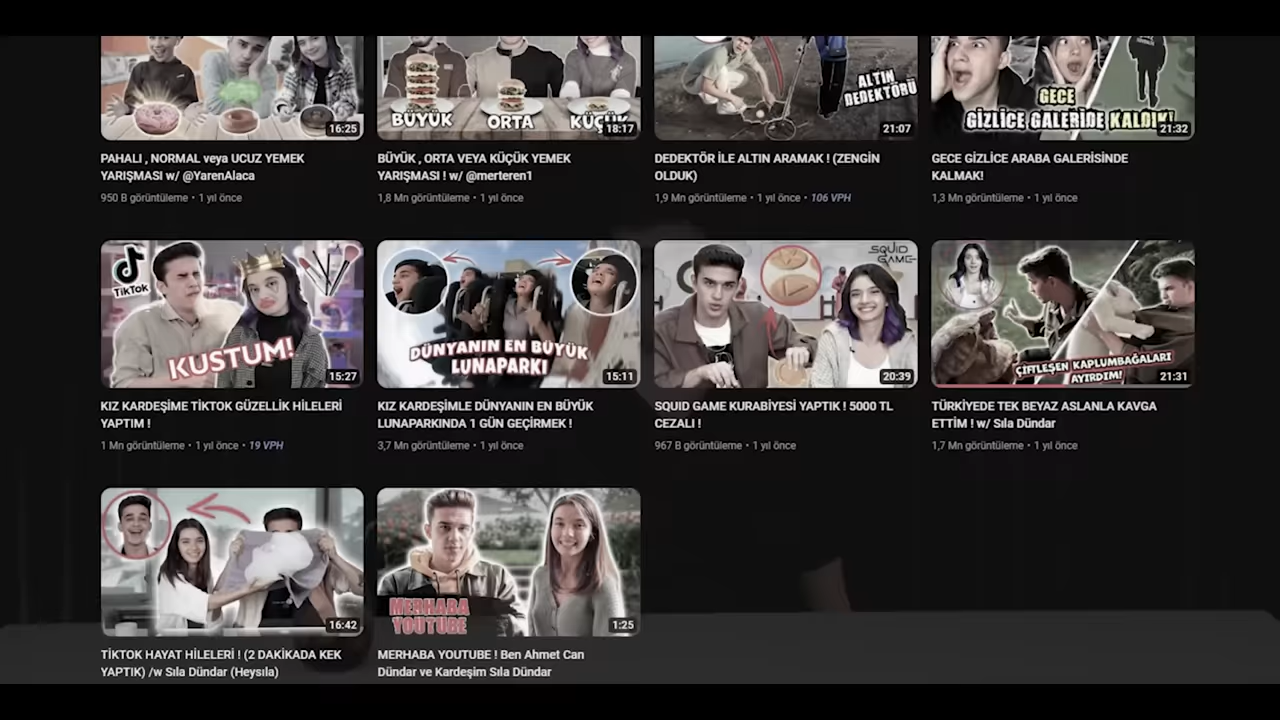 BÜYÜK
ORTA
KÜÇÜK
ALTIN
DEDEKTÖRÜ
GECE
GİZLİCE GALERİDE KALDIK!
16:25
18:17
21:07
21:32
PAHALI , NORMAL veya UCUZ YEMEK
YARIŞMASI w/ @YarenAlaca
950 B görüntüleme • 1 yıl önce
BÜYÜK , ORTA VEYA KÜÇÜK YEMEK
YARIŞMASI ! w/ @merteren1
1,8 Mn görüntüleme • 1 yıl önce
DEDEKTÖR İLE ALTIN ARAMAK ! (ZENGİN
OLDUK)
1,9 Mn görüntüleme • 1 yıl önce • 106 VPH
GECE GİZLİCE ARABA GALERİSİNDE
KALMAK!
1,3 Mn görüntüleme • 1 yıl önce
TikTok
KUSTUM!
15:27
DÜNYANIN EN BÜYÜK
LUNAPARKI
15:11
SQUID
GAME
20:39
ÇİFTLEŞEN KAPLUMBAĞALARI
AYIRDIM!
21:31
KIZ KARDEŞİME TİKTOK GÜZELLİK HİLELERİ
YAPTIM !
1 Mn görüntüleme • 1 yıl önce • 19 VPH
KIZ KARDEŞİMLE DÜNYANIN EN BÜYÜK
LUNAPARKINDA 1 GÜN GEÇİRMEK !
3,7 Mn görüntüleme • 1 yıl önce
SQUID GAME KURABİYESİ YAPTIK ! 5000 TL
CEZALI !
967 B görüntüleme • 1 yıl önce
TÜRKİYEDE TEK BEYAZ ASLANLA KAVGA
ETTİM ! w/ Sıla Dündar
1,7 Mn görüntüleme • 1 yıl önce
16:42
MERHABA
YOUTUBE
1:25
TİKTOK HAYAT HİLELERİ ! (2 DAKİKADA KEK
YAPTIK) /w Sıla Dündar (Heysıla)
MERHABA YOUTUBE ! Ben Ahmet Can
Dündar ve Kardeşim Sıla Dündar